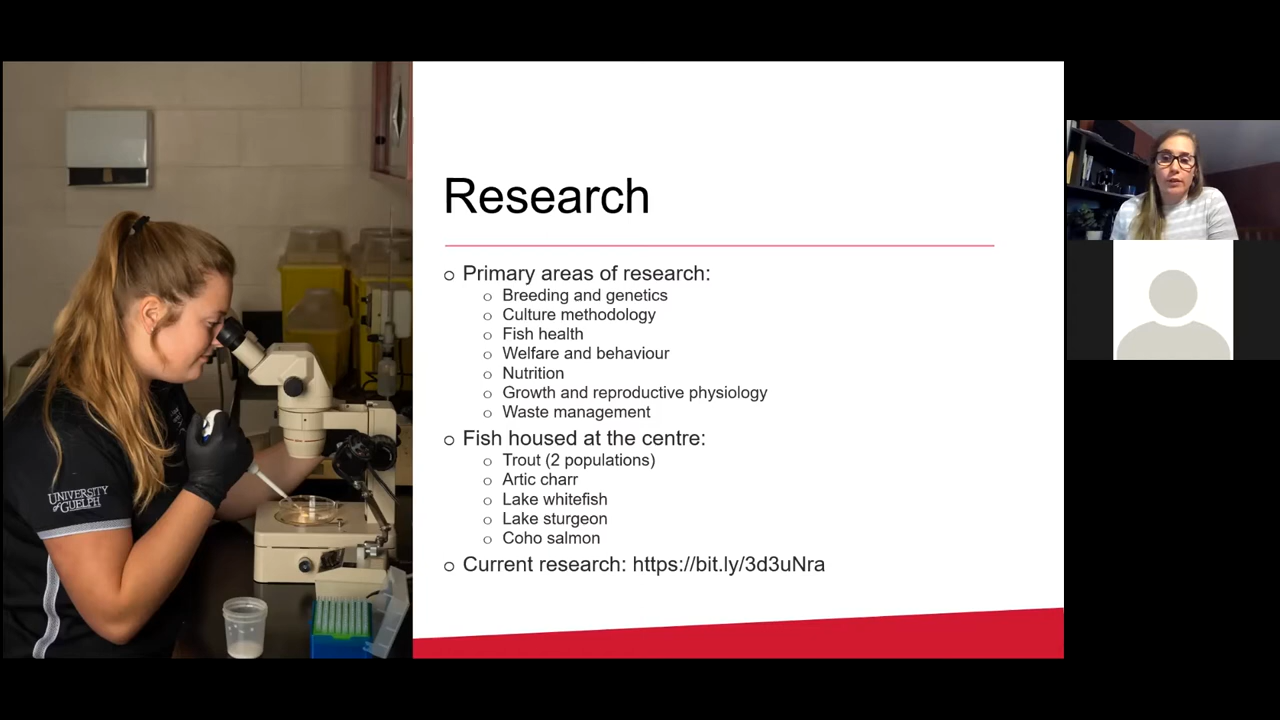 UNIVERSITY
of GUELPH
Research
Primary areas of research:
Breeding and genetics
Culture methodology
Fish health
Welfare and behaviour
Nutrition
Growth and reproductive physiology
Waste management
Fish housed at the centre:
Trout (2 populations)
Artic charr
Lake whitefish
Lake sturgeon
Coho salmon
Current research: https://bit.ly/3d3uNra